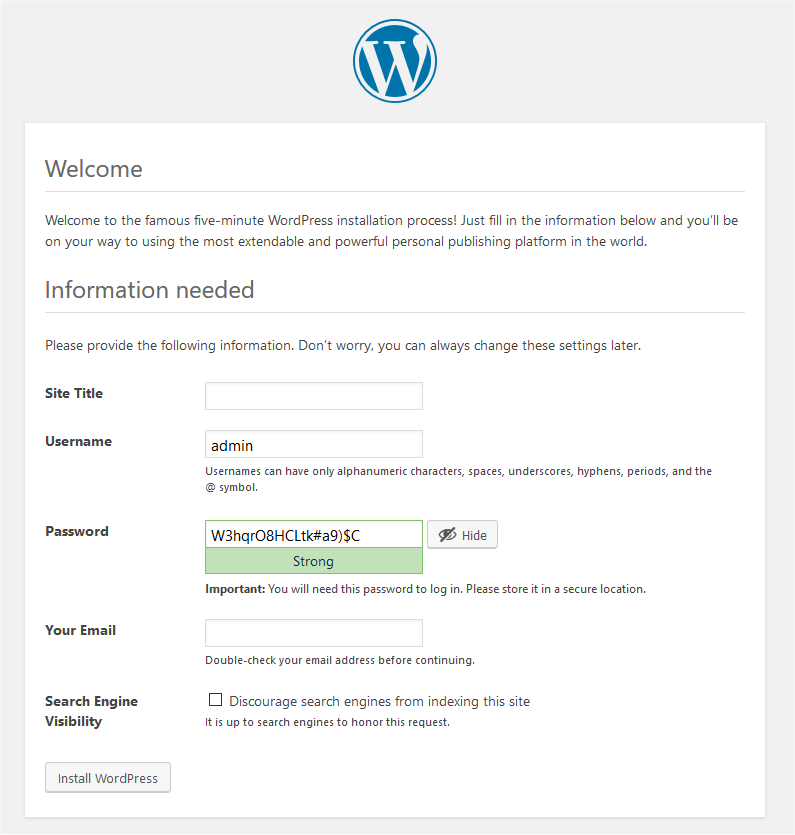 Welcome
Welcome to the famous five-minute WordPress installation process! Just fill in the information below and you'll be
on your way to using the most extendable and powerful personal publishing platform in the world.
Information needed
Please provide the following information. Don't worry, you can always change these settings later.
Site Title
Username
admin
Usernames can have only alphanumeric characters, spaces, underscores, hyphens, periods, and the
@ symbol.
Password
W3hqrO8HCLtk#a9)$C
Hide
Strong
Important: You will need this password to log in. Please store it in a secure location.
Your Email
Double-check your email address before continuing.
Search Engine
Visibility
Discourage search engines from indexing this site
It is up to search engines to honor this request.
Install WordPress